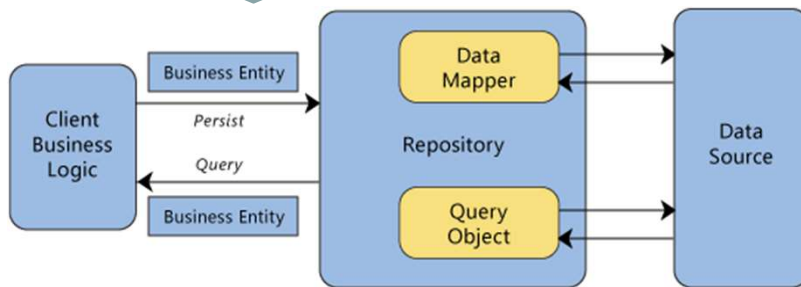 Client
Business
Logic
Business Entity
Persist
Query
Business Entity
Repository
Data
Mapper
Query
Object
Data
Source